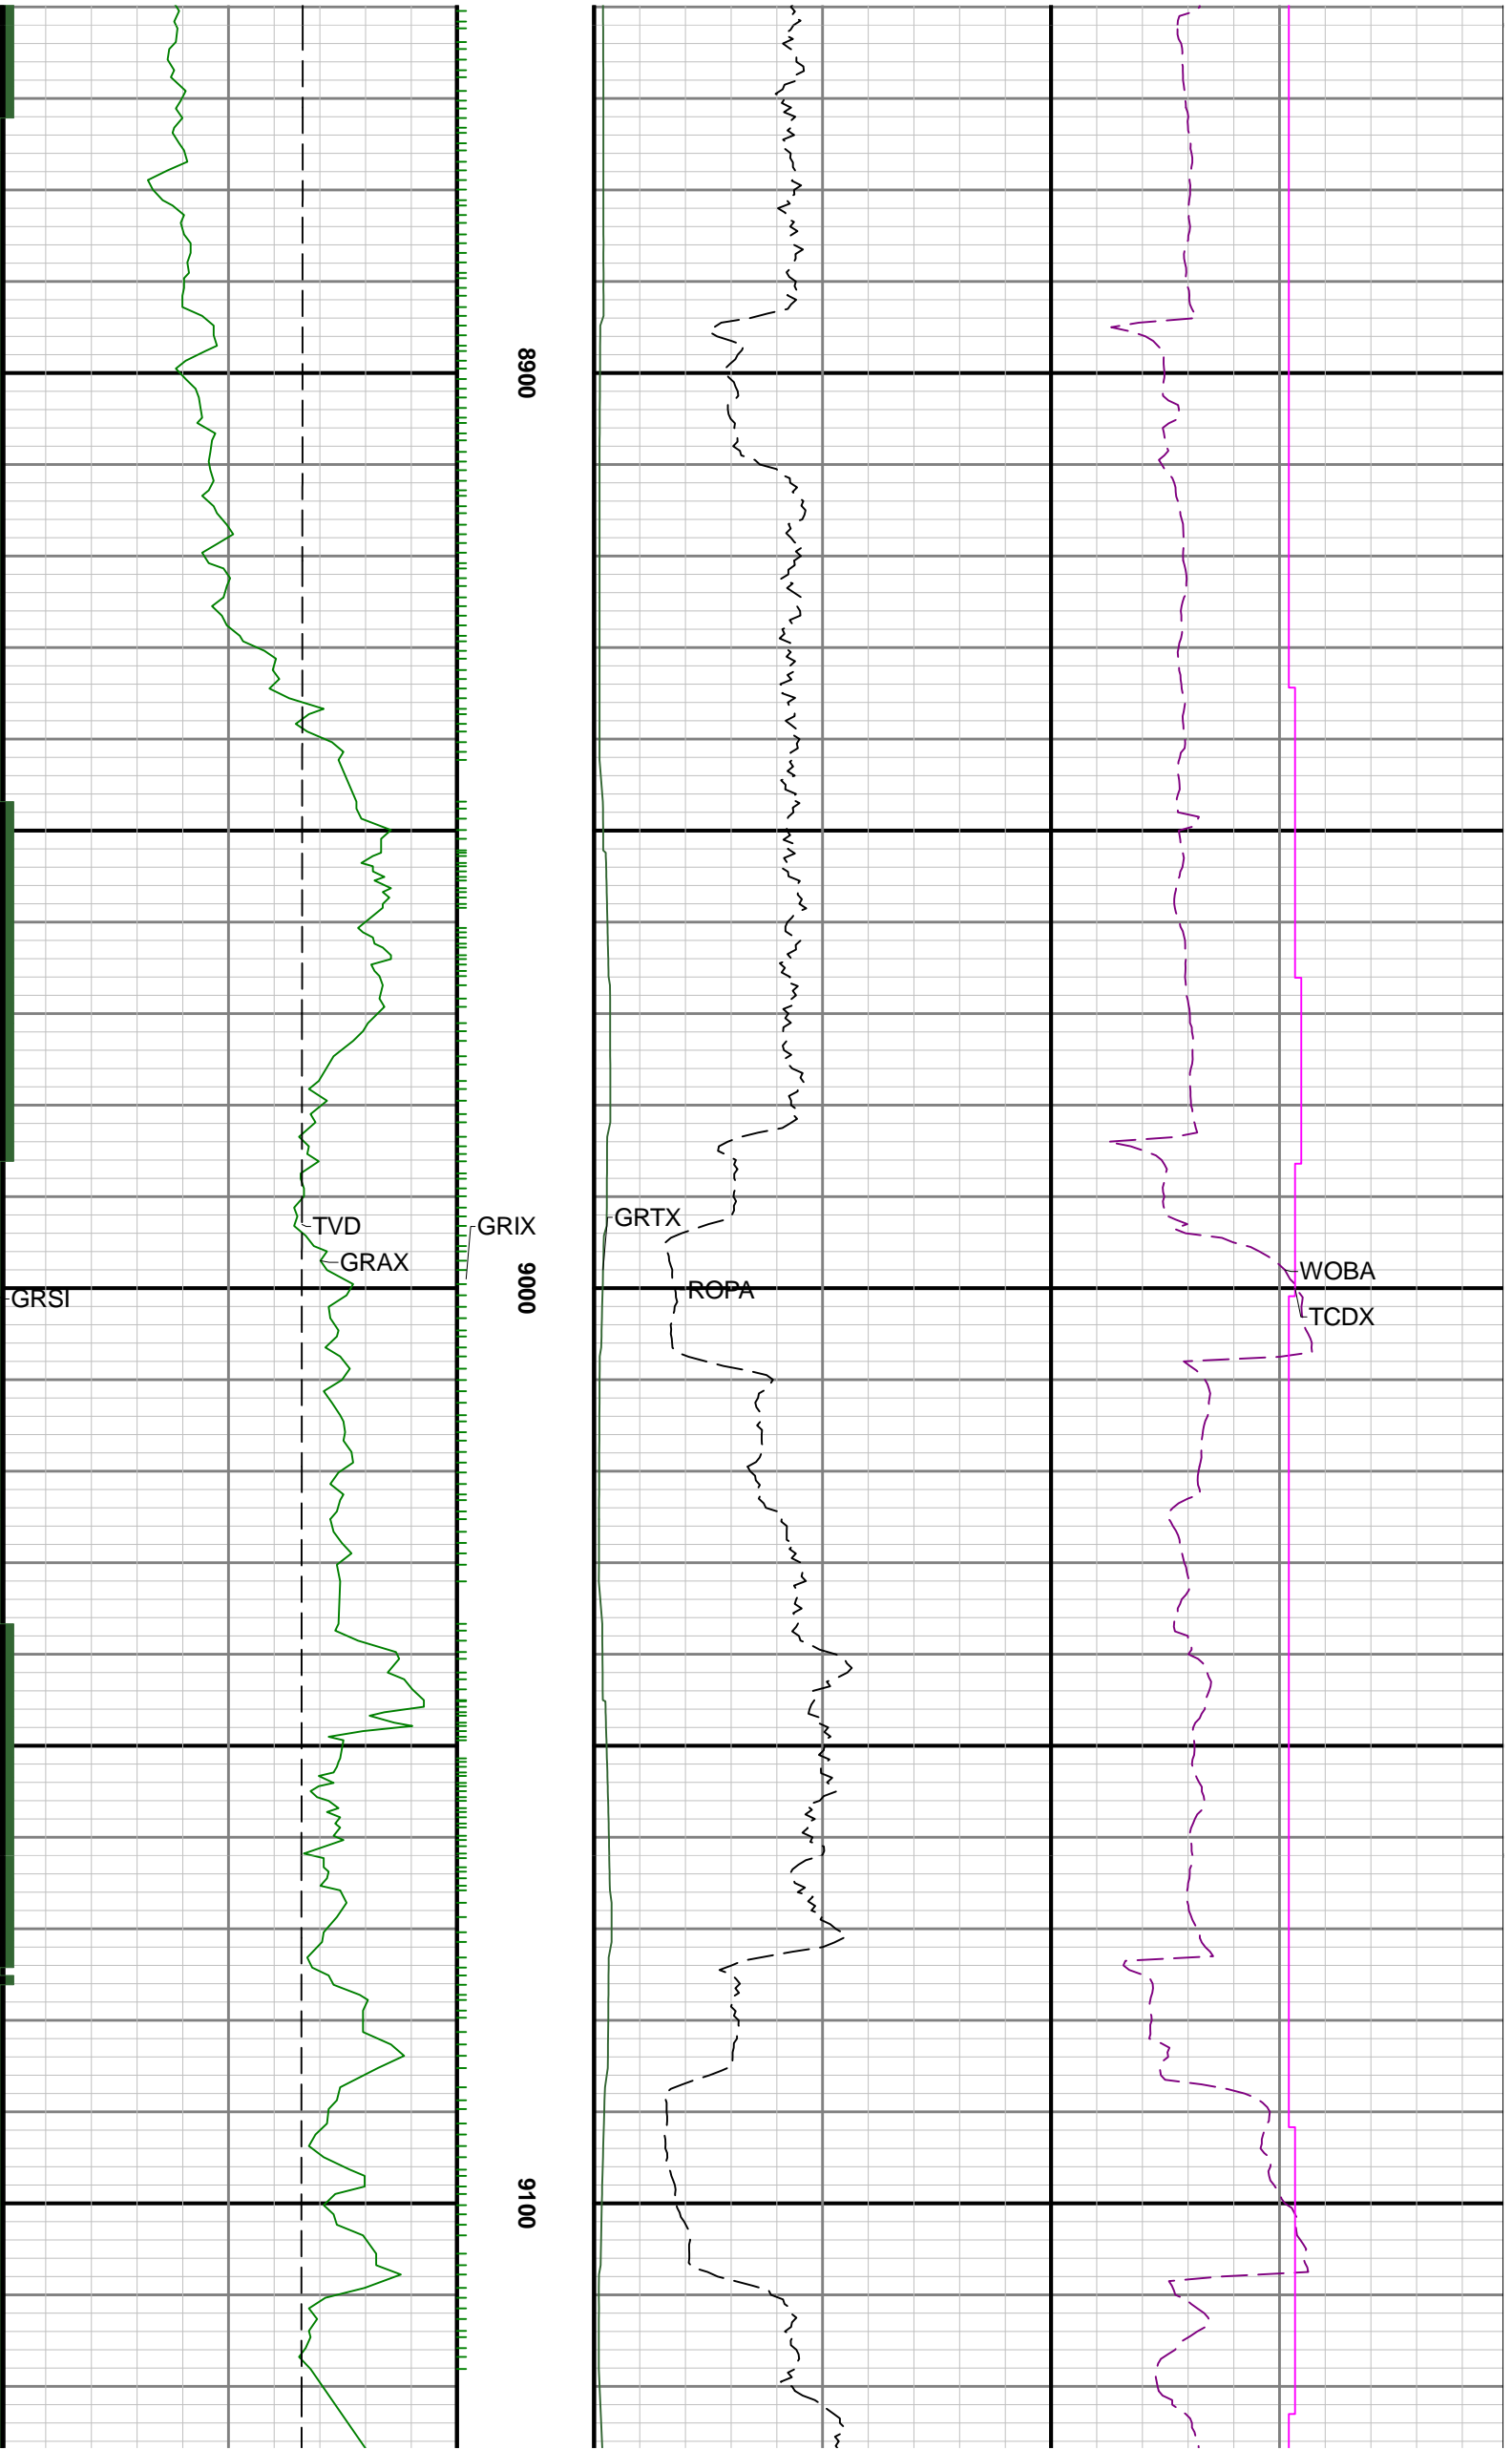 8900
TVD
GRIX
GRTX
GRAX
WOBA
ROPA
9000
GRSI
TCDX
9100